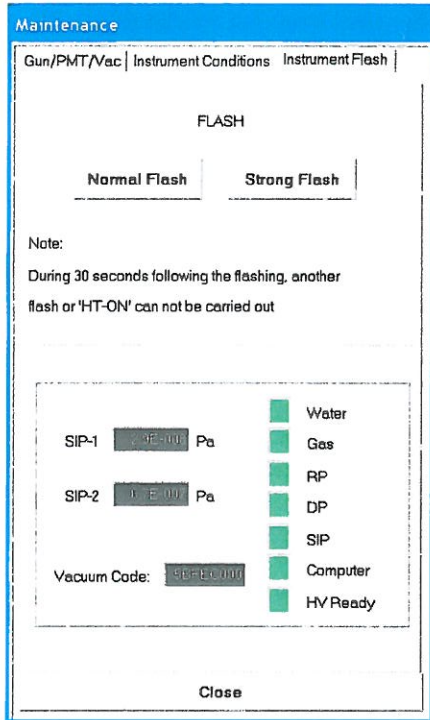 Maintenance
Gun/PMT/Vac Instrument Conditions Instrument Flash
FLASH
Normal Flash Strong Flash
Note:
During 30 seconds following the flashing, another
flash or 'HT-ON' can not be carried out
Water
SIP-1 Pa Gas
RP
SIP-2 Pa DP
SIP
Vacuum Code: Computer
HV Ready
Close